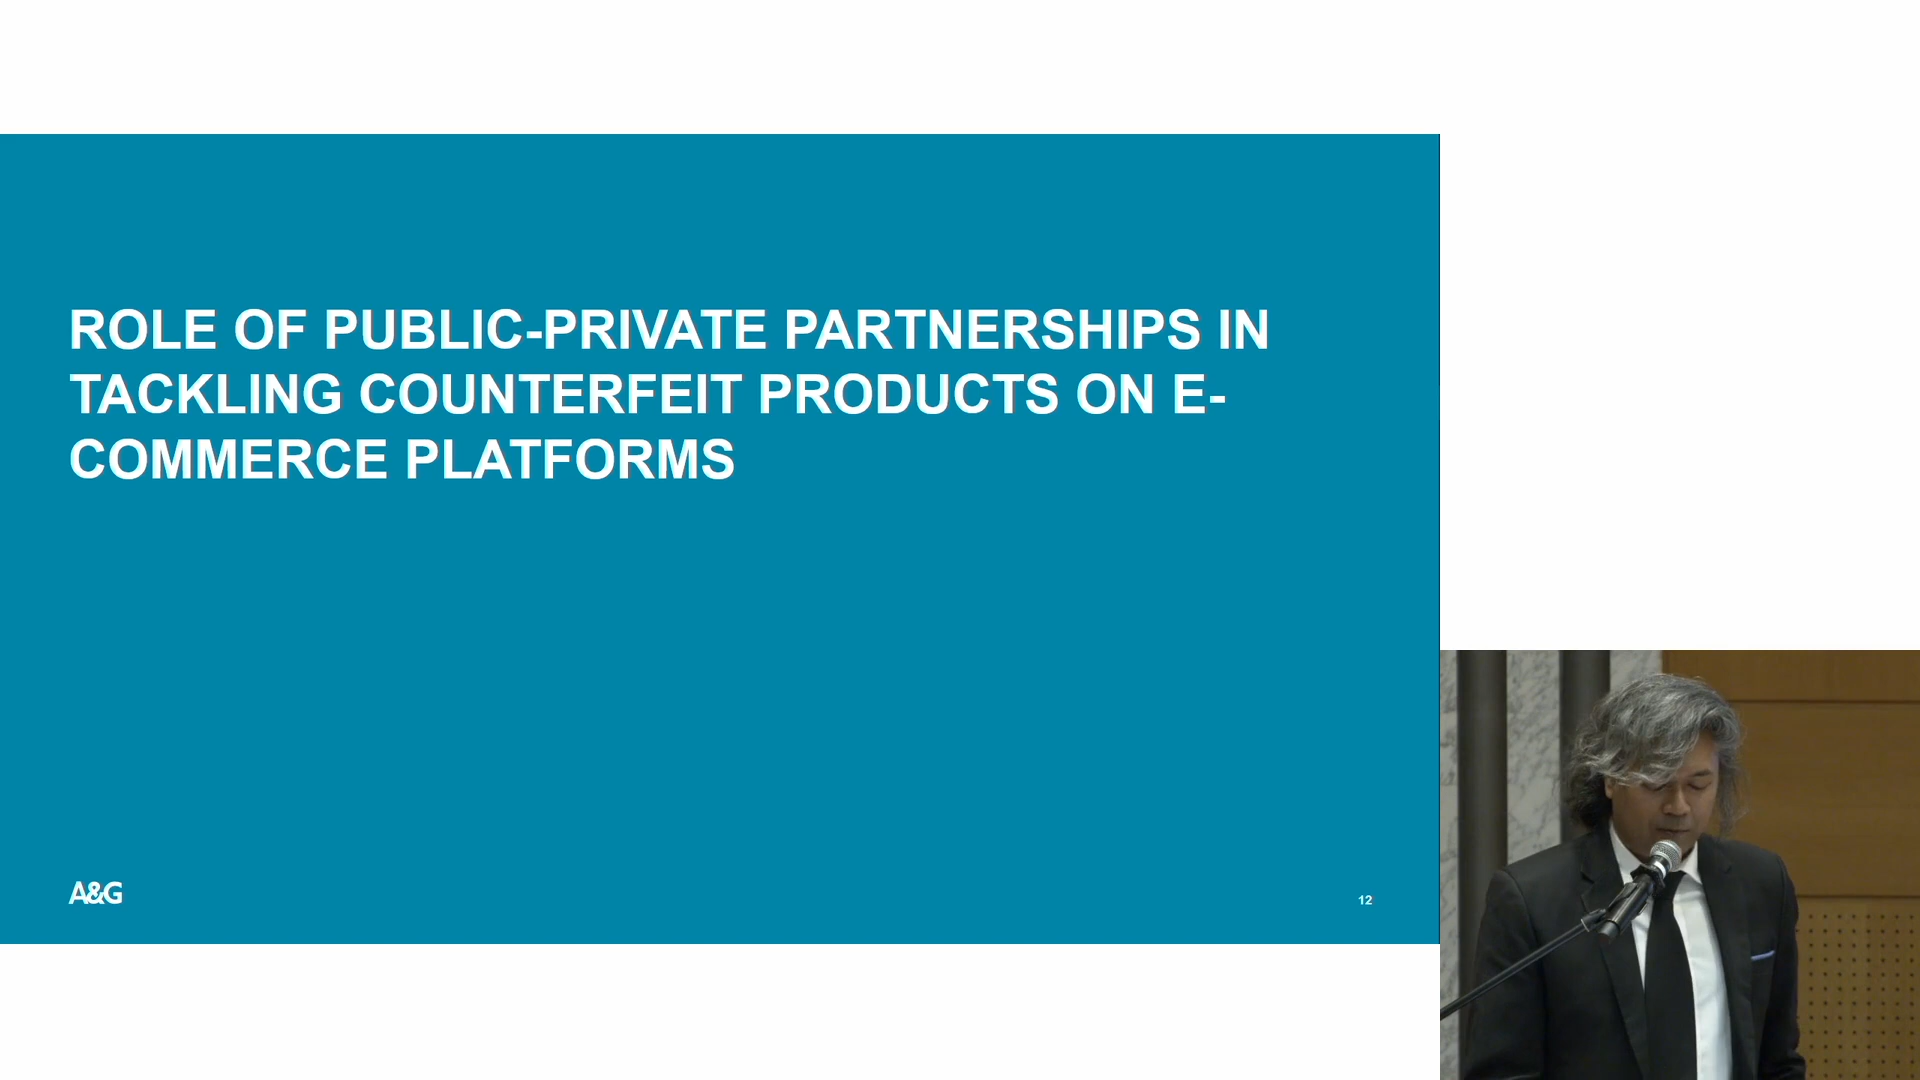 ROLE OF PUBLIC-PRIVATE PARTNERSHIPS IN
TACKLING COUNTERFEIT PRODUCTS ON E-
COMMERCE PLATFORMS
A&G
12